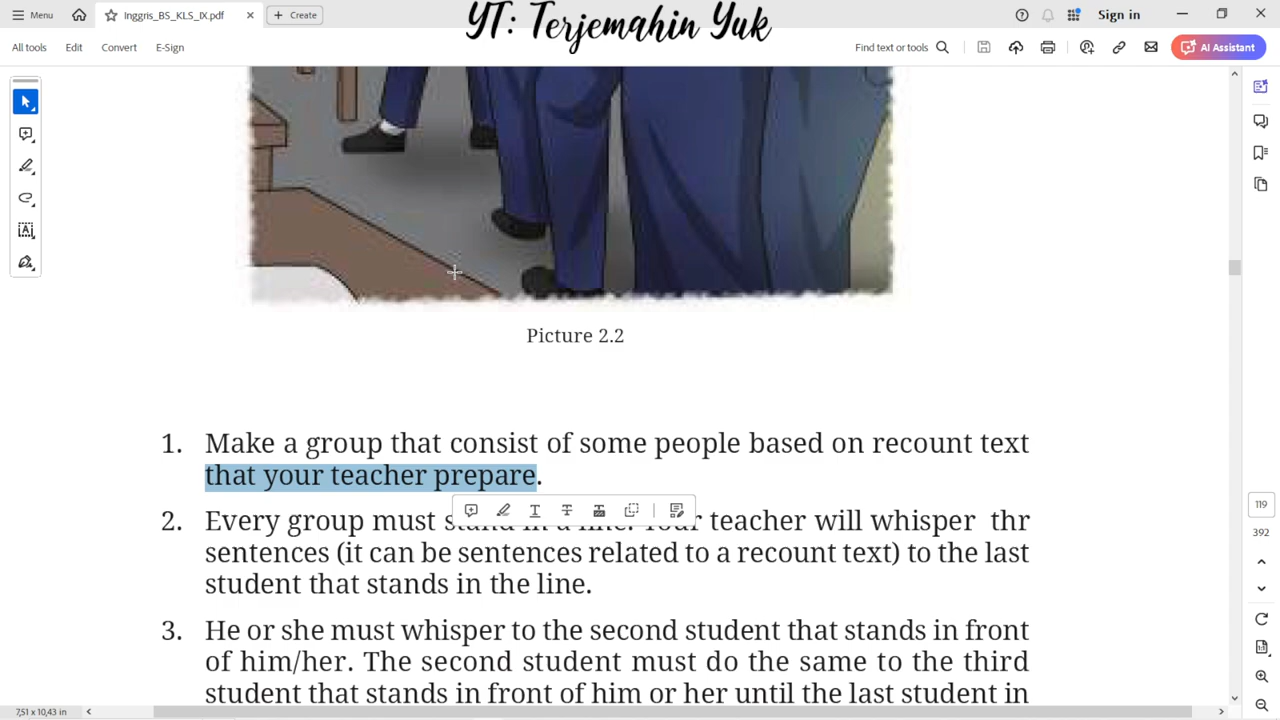 Menu
Inggris_BS_KLS_IX.pdf
Create
YT: Terjemahin Yuk
Sign in
All tools
Edit
Convert
E-Sign
Find text or tools
AI Assistant
Picture 2.2
1. Make a group that consist of some people based on recount text
that your teacher prepare.
2. Every group must stand in a line. Your teacher will whisper thr
sentences (it can be sentences related to a recount text) to the last
student that stands in the line.
3. He or she must whisper to the second student that stands in front
of him/her. The second student must do the same to the third
student that stands in front of him or her until the last student in
119
392
7,51 x 10,43 in